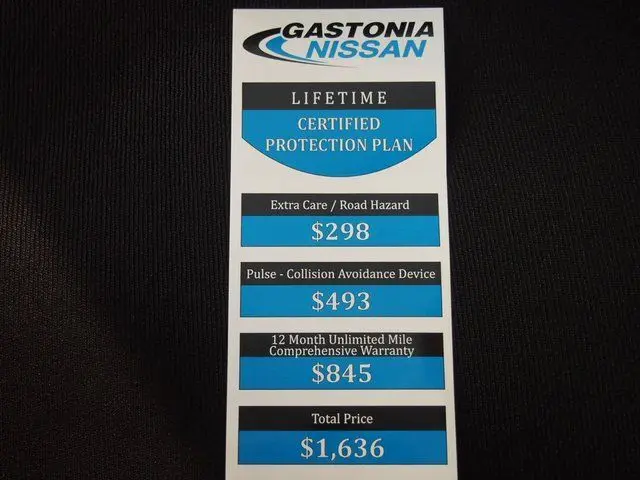 GASTONIA
NISSAN
LIFETIME
CERTIFIED
PROTECTION PLAN
Extra Care / Road Hazard
$298
Pulse - Collision Avoidance Device
$493
12 Month Unlimited Mile
Comprehensive Warranty
$845
Total Price
$1,636